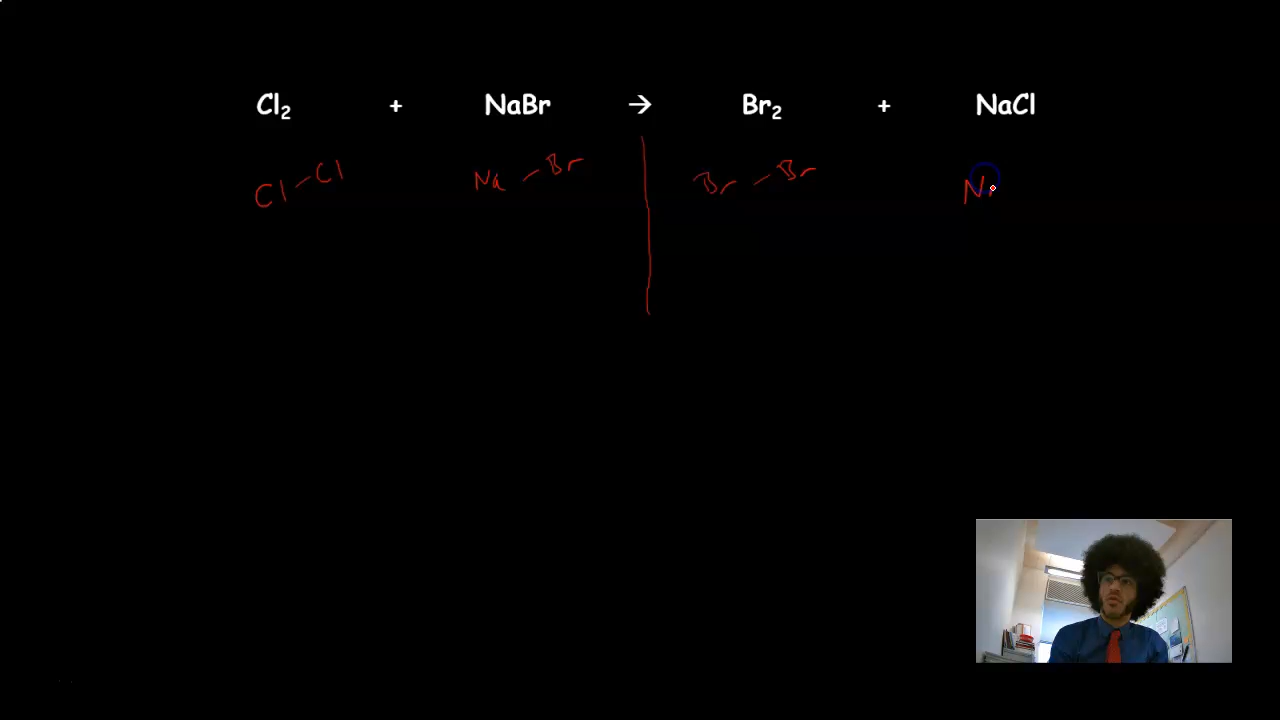 Cl₂ + NaBr → Br₂ + NaCl
Cl – Cl Na – Br Br – Br